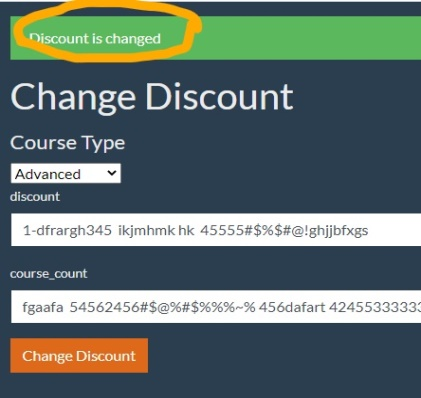 Discount is changed
Change Discount
Course Type
Advanced
discount
1-dfrargh345 ikjmhmk hk 45555#$%$#@!ghjjbfxgs
course_count
fgaafa 54562456#$@%#$%%%~% 456dafart 42455333333
Change Discount